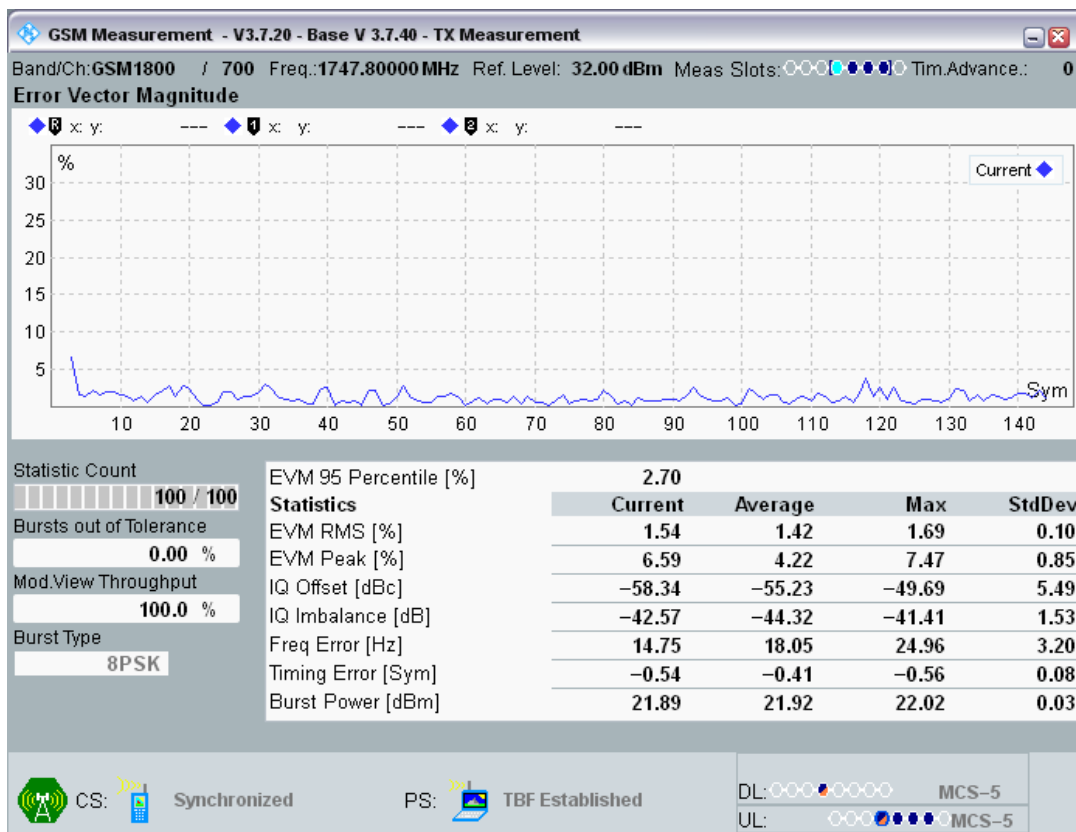 GSM Measurement - V3.7.20 - Base V 3.7.40 - TX Measurement
Band/Ch:GSM1800 / 700 Freq.:1747.80000 MHz Ref. Level: 32.00 dBm Meas Slots: Tim.Advance.: 0
Error Vector Magnitude
R x: y: --- 1 x: y: --- 2 x: y: ---
%
Current
30
25
20
15
10
5
Sym
10 20 30 40 50 60 70 80 90 100 110 120 130 140
Statistic Count
100 / 100
Bursts out of Tolerance
0.00 %
Mod.View Throughput
100.0 %
Burst Type
8PSK
EVM 95 Percentile [%] 2.70
Statistics Current Average Max StdDev
EVM RMS [%] 1.54 1.42 1.69 0.10
EVM Peak [%] 6.59 4.22 7.47 0.85
IQ Offset [dBc] −58.34 −55.23 −49.69 5.49
IQ Imbalance [dB] −42.57 −44.32 −41.41 1.53
Freq Error [Hz] 14.75 18.05 24.96 3.20
Timing Error [Sym] −0.54 −0.41 −0.56 0.08
Burst Power [dBm] 21.89 21.92 22.02 0.03
CS: Synchronized PS: TBF Established
DL: MCS−5
UL: MCS−5